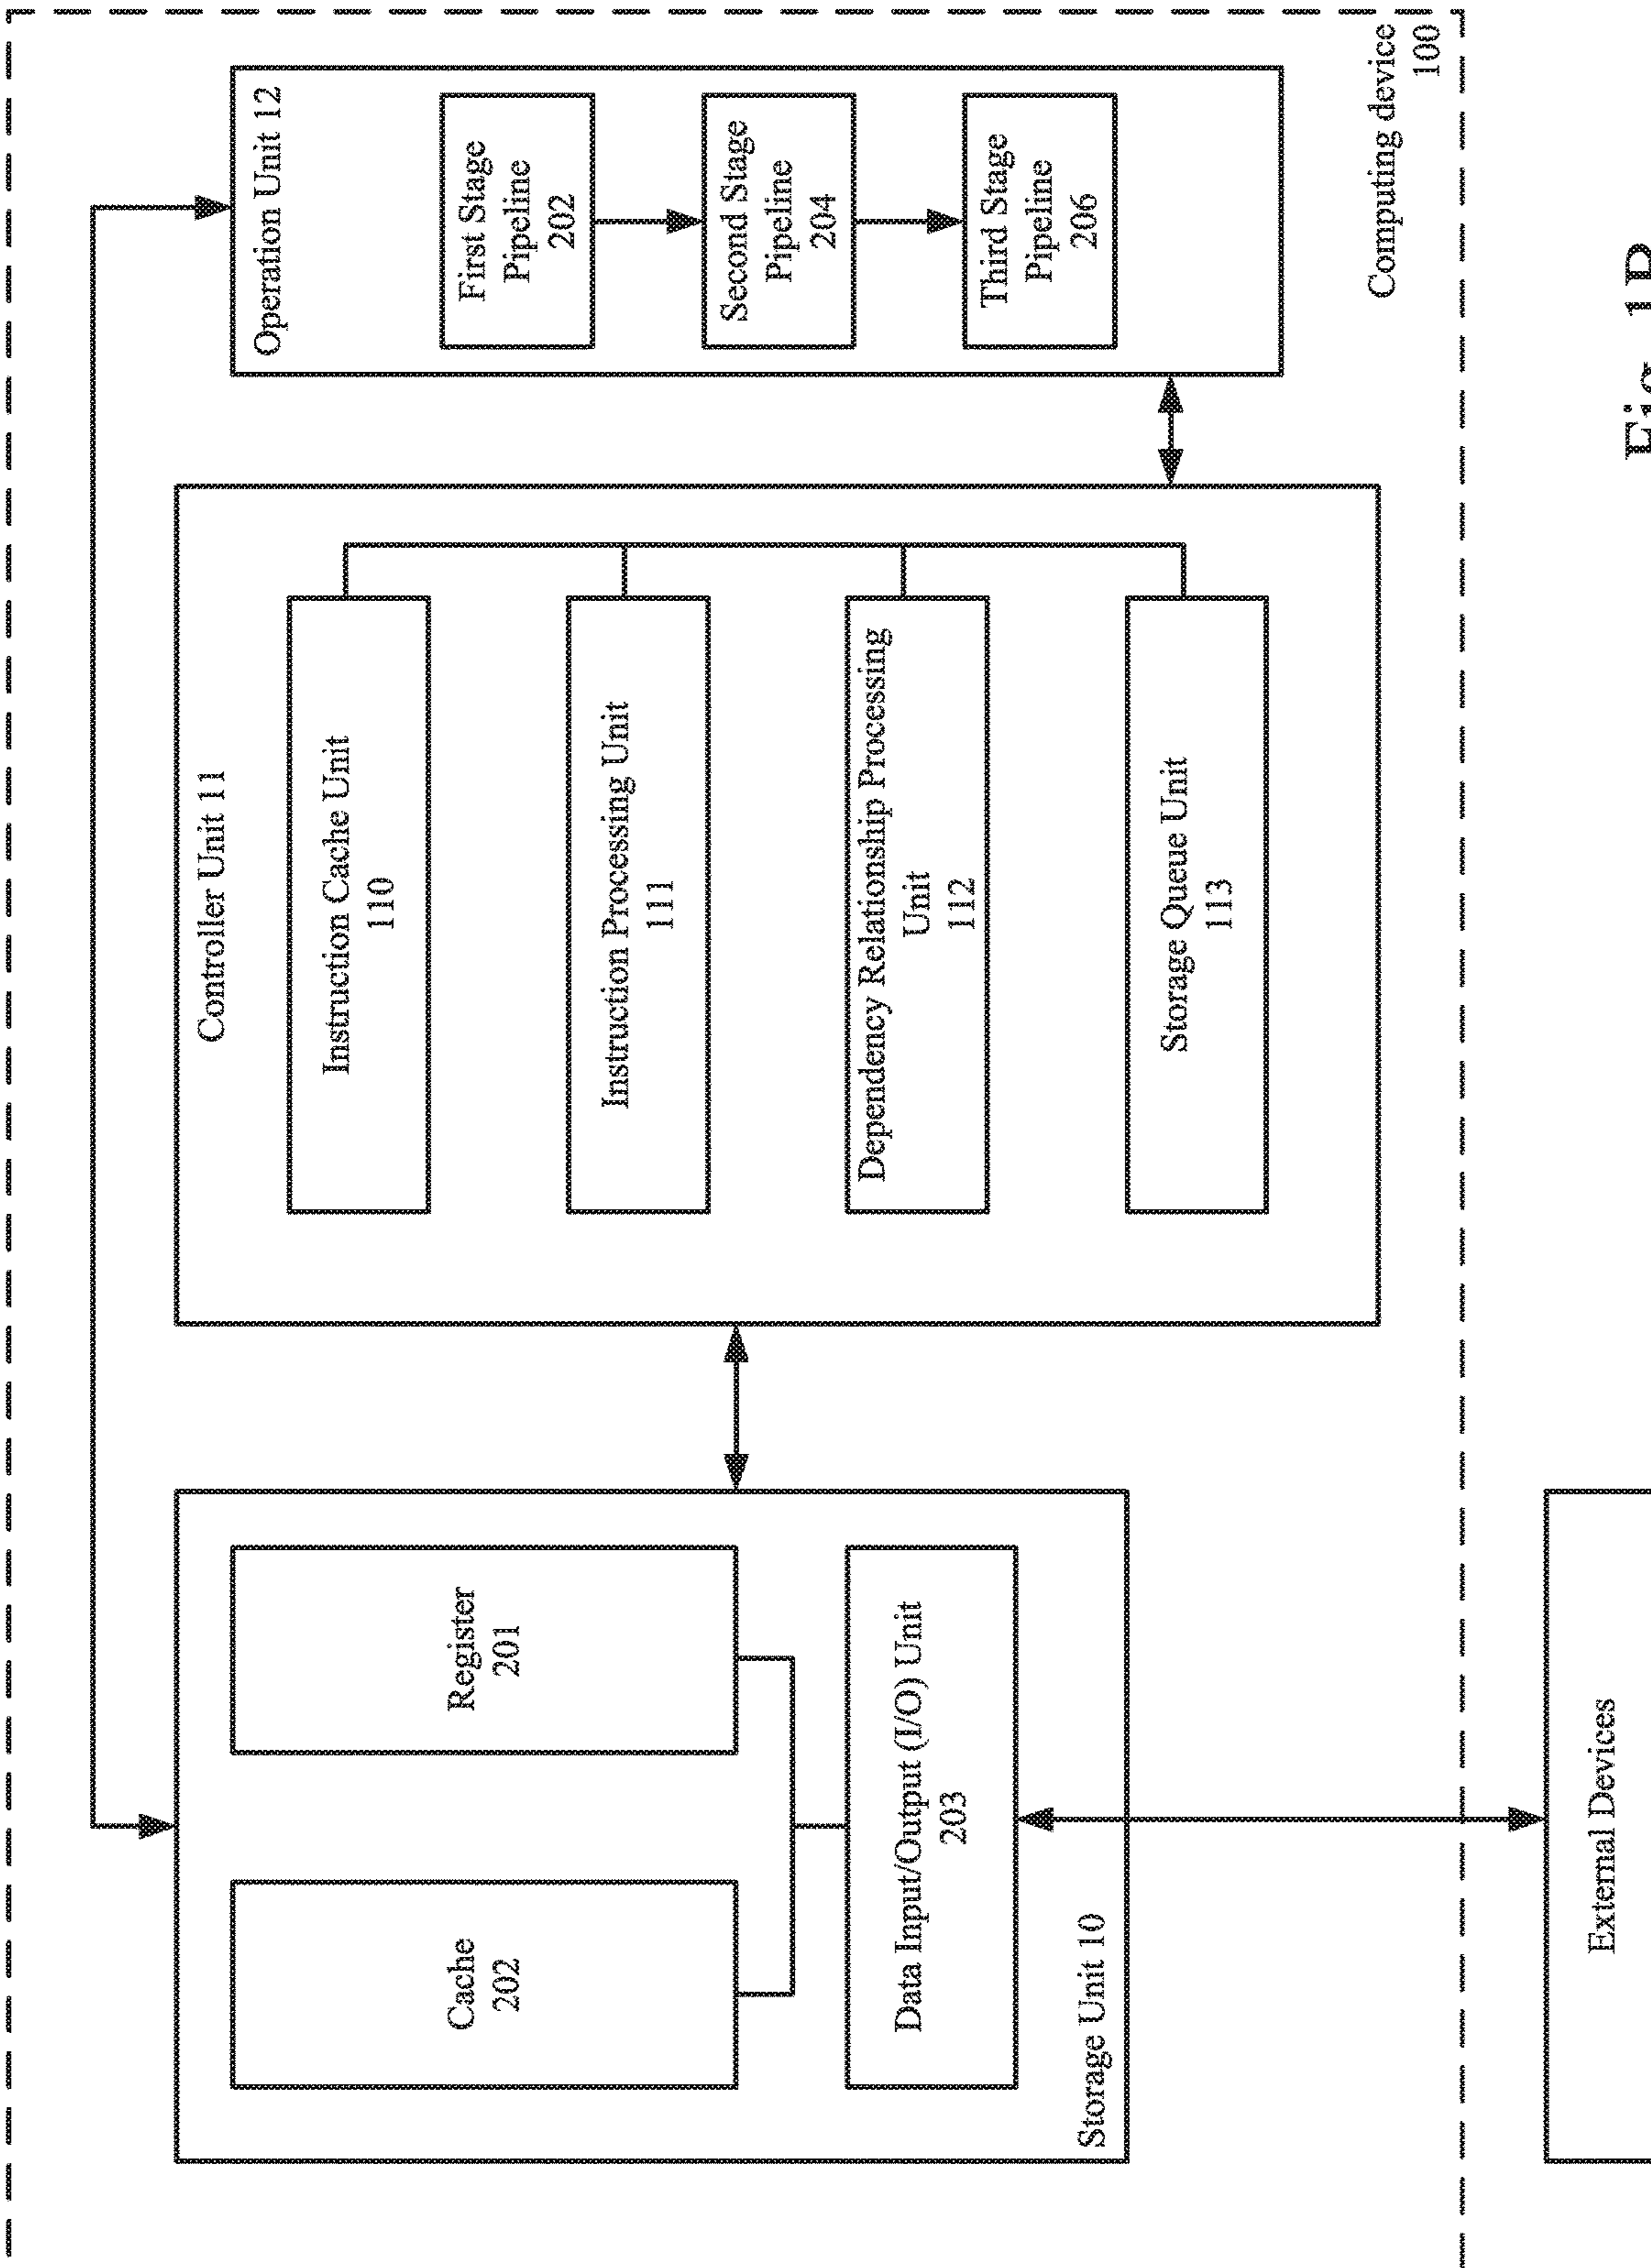 Cache
202
Register
201
Data Input/Output (I/O) Unit
203
Storage Unit 10
Controller Unit 11
Instruction Cache Unit
110
Instruction Processing Unit
111
Dependency Relationship Processing
Unit
112
Storage Queue Unit
113
Operation Unit 12
First Stage
Pipeline
202
Second Stage
Pipeline
204
Third Stage
Pipeline
206
Computing device
100
External Devices
Fig.